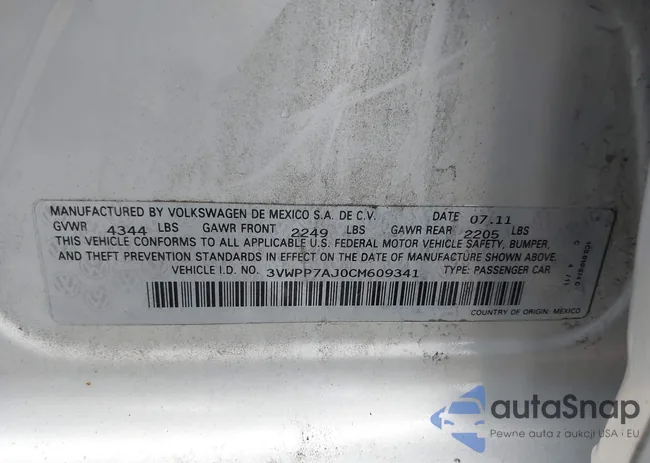 MANUFACTURED BY VOLKSWAGEN DE MEXICO S.A. DE C.V. DATE 07.11
GVWR 4344 LBS GAWR FRONT 2249 LBS GAWR REAR 2205 LBS
THIS VEHICLE CONFORMS TO ALL APPLICABLE U.S. FEDERAL MOTOR VEHICLE SAFETY, BUMPER,
AND THEFT PREVENTION STANDARDS IN EFFECT ON THE DATE OF MANUFACTURE SHOWN ABOVE.
VEHICLE I.D. NO. 3VWPP7AJ0CM609341 TYPE: PASSENGER CAR
COUNTRY OF ORIGIN: MEXICO
autoSnap
Pewne auta z aukcji USA i EU